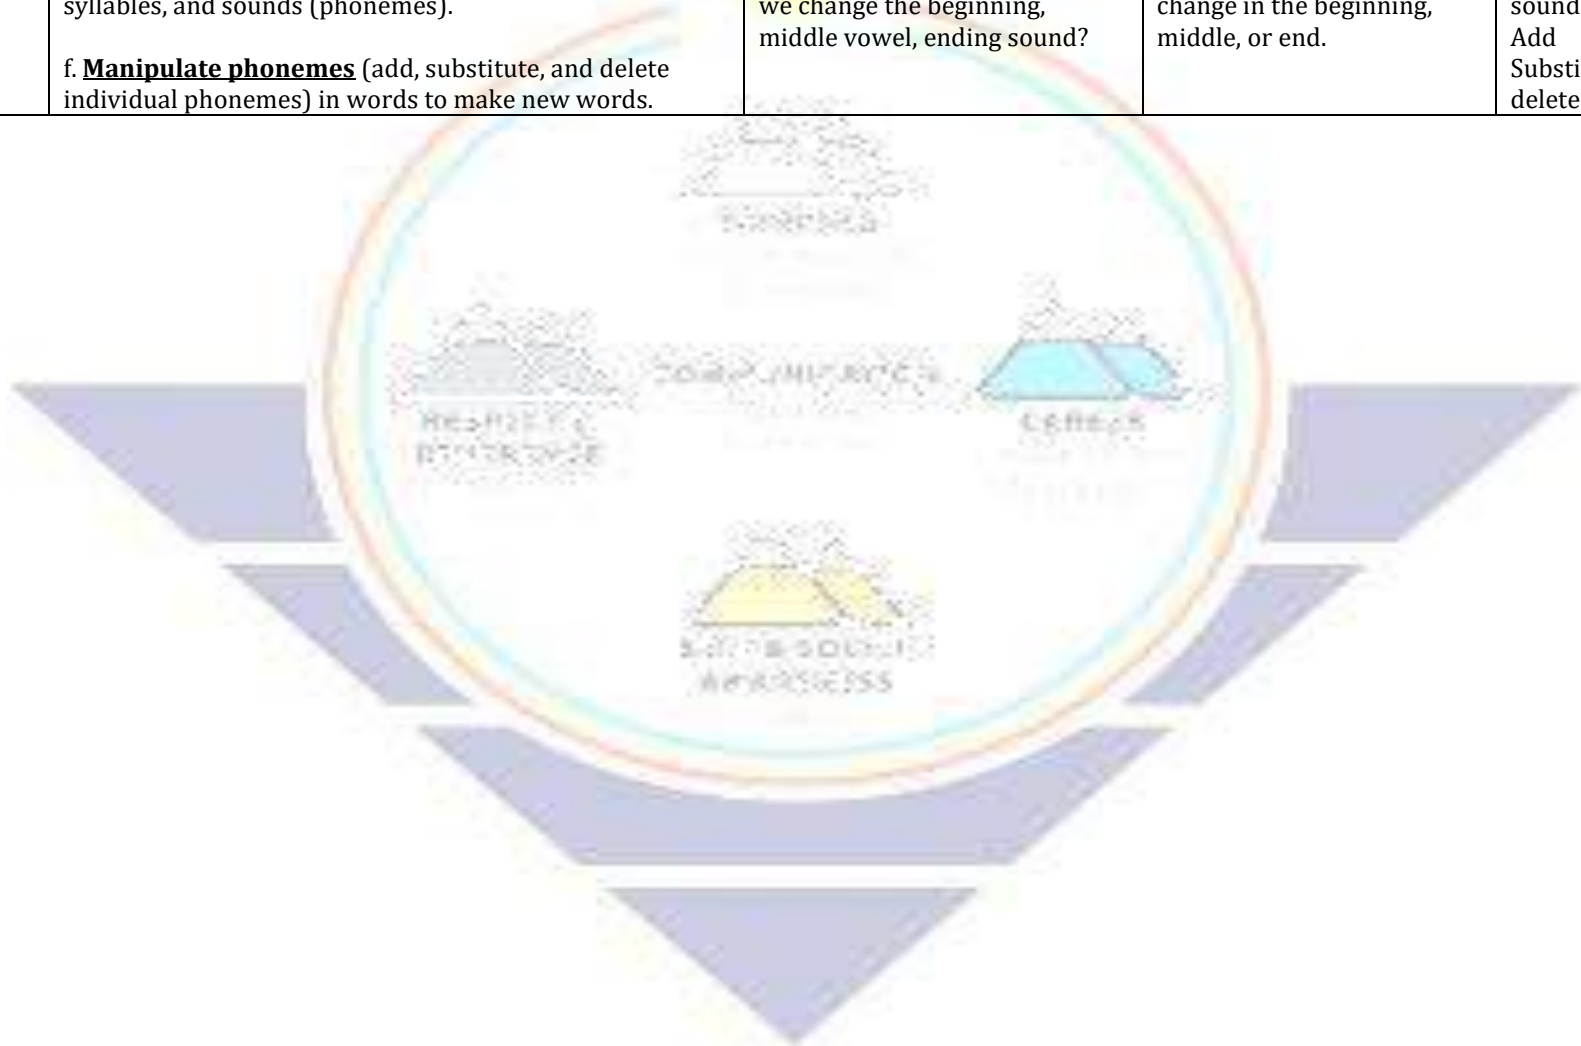 syllables, and sounds (phonemes).
f. Manipulate phonemes (add, substitute, and delete
individual phonemes) in words to make new words.
we change the beginning,
middle vowel, ending sound?
change in the beginning,
middle, or end.
sound
Add
Substi
delete